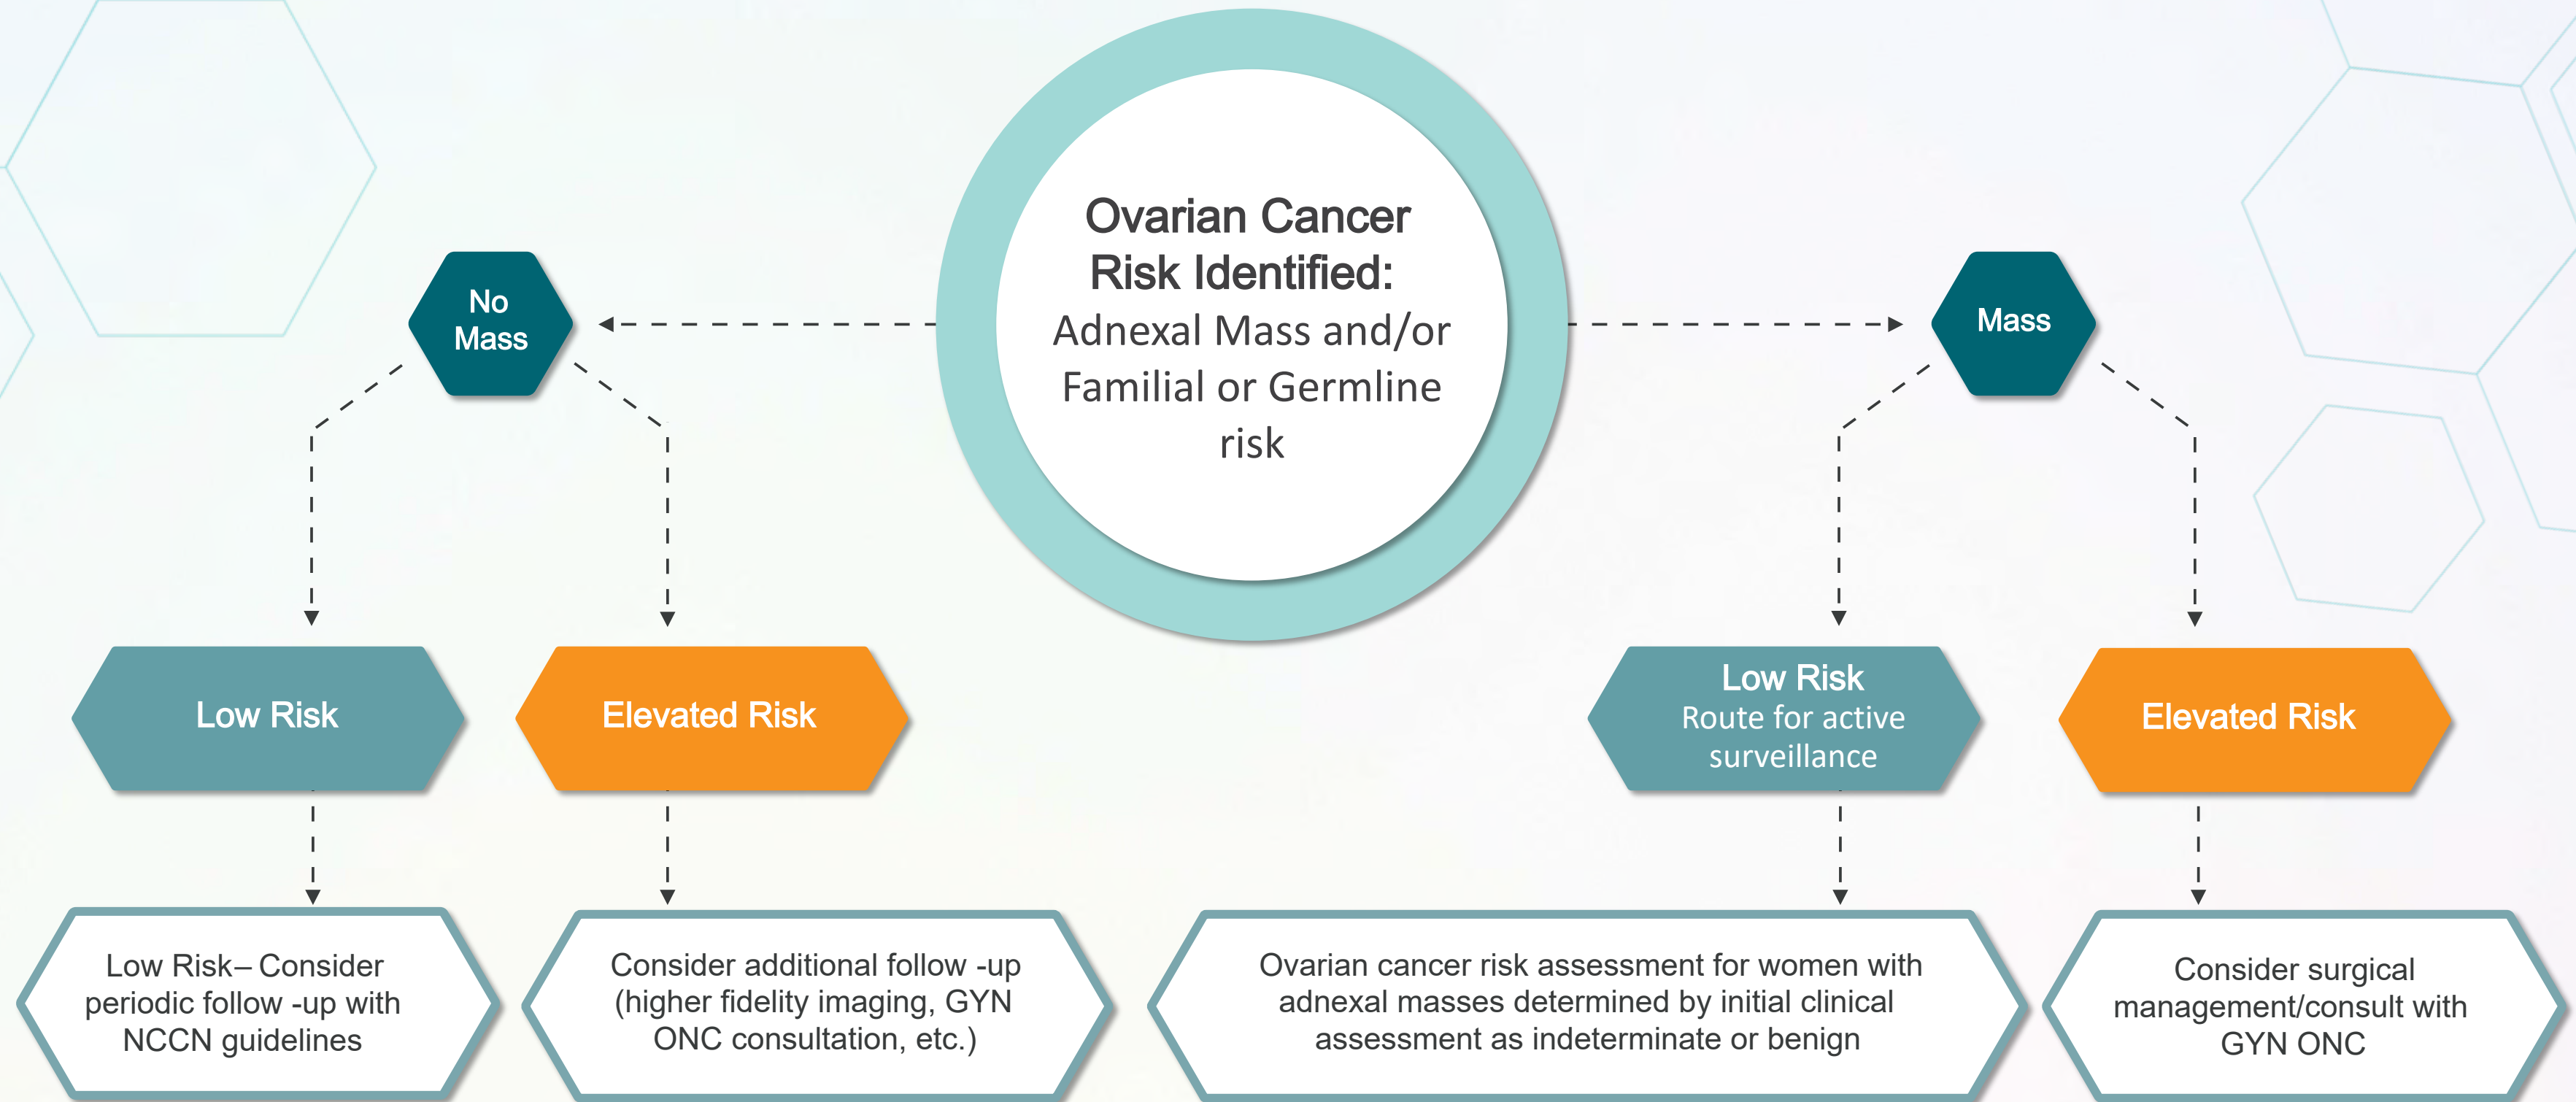 Ovarian Cancer
Risk Identified:
Adnexal Mass and/or
Familial or Germline
risk
No
Mass
Mass
Low Risk
Elevated Risk
Low Risk
Route for active
surveillance
Elevated Risk
Low Risk– Consider
periodic follow -up with
NCCN guidelines
Consider additional follow -up
(higher fidelity imaging, GYN
ONC consultation, etc.)
Ovarian cancer risk assessment for women with
adnexal masses determined by initial clinical
assessment as indeterminate or benign
Consider surgical
management/consult with
GYN ONC